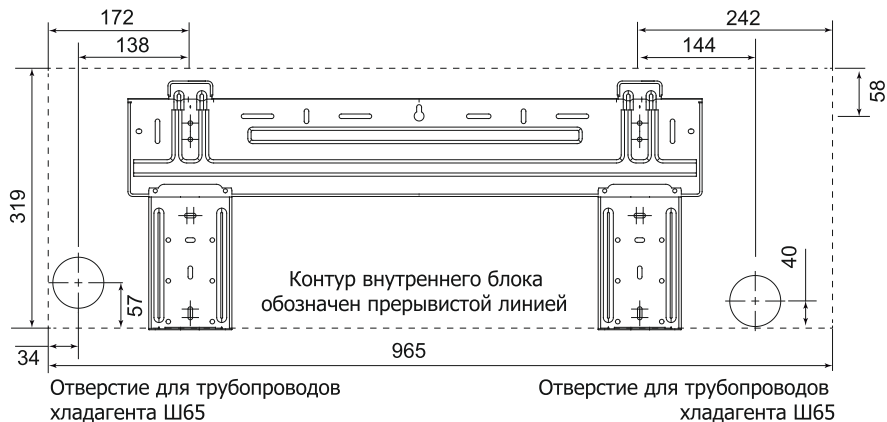 172
242
138
144
58
319
40
Контур внутреннего блока
обозначен прерывистой линией
57
34
965
Отверстие для трубопроводов
хладагента Ш65
Отверстие для трубопроводов
хладагента Ш65